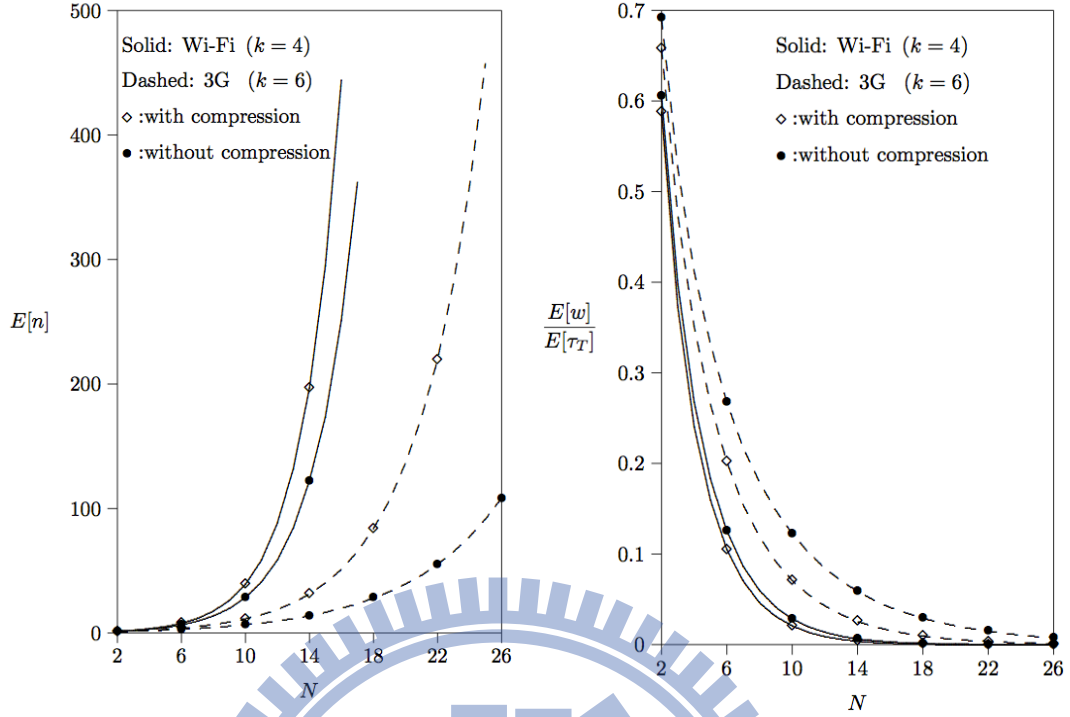 500
400
300
200
100
0
E[n]
Solid: Wi-Fi (k = 4)
Dashed: 3G (k = 6)
◇ :with compression
● :without compression
2 6 10 14 18 22 26
N
0.7
0.6
0.5
0.4
0.3
0.2
0.1
0
E[w]
E[τ_T]
Solid: Wi-Fi (k = 4)
Dashed: 3G (k = 6)
◇ :with compression
● :without compression
2 6 10 14 18 22 26
N